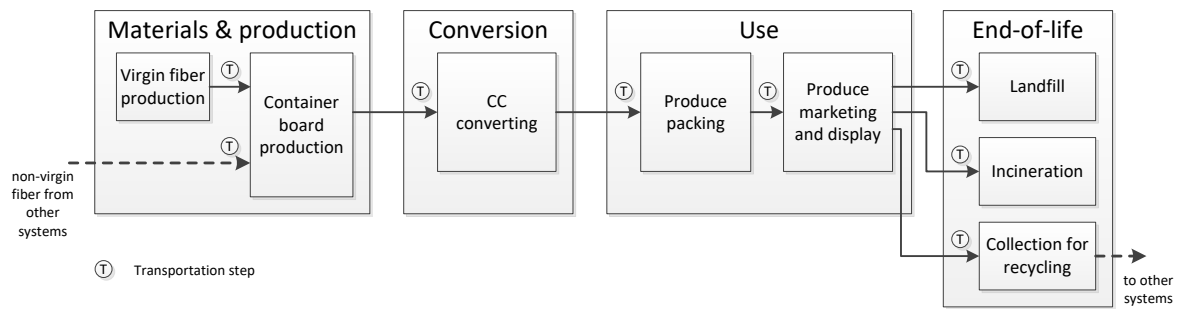 Materials & production
Virgin fiber
production
T
Container
board
production
T
non-virgin
fiber from
other
systems
Conversion
T
CC
converting
Use
T
Produce
packing
T
Produce
marketing
and display
End-of-life
T
Landfill
T
Incineration
T
Collection for
recycling
to other
systems
T Transportation step